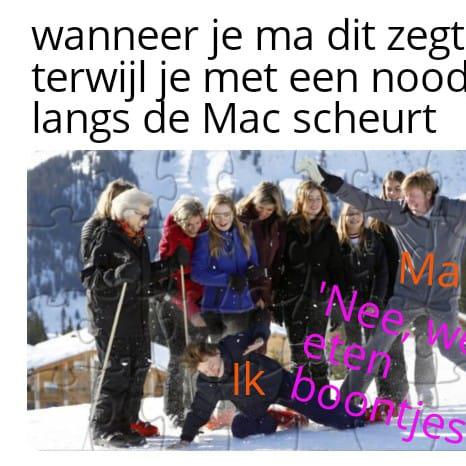 wanneer je ma dit zegt
terwijl je met een nood
langs de Mac scheurt
Ma
'Nee, we
eten
boontjes
Ik